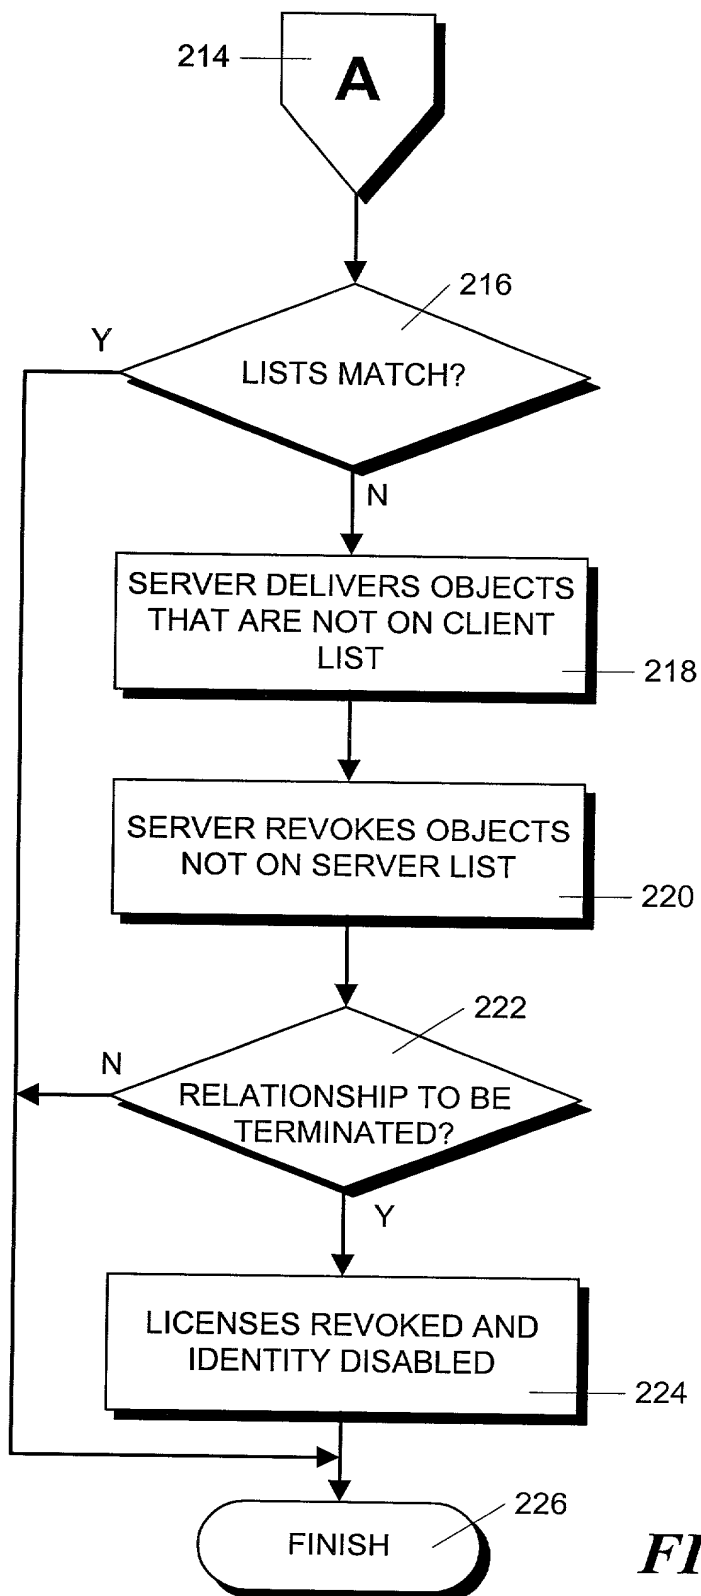 214
A
216
Y
LISTS MATCH?
N
SERVER DELIVERS OBJECTS
THAT ARE NOT ON CLIENT
LIST
218
SERVER REVOKES OBJECTS
NOT ON SERVER LIST
220
222
N
RELATIONSHIP TO BE
TERMINATED?
Y
LICENSES REVOKED AND
IDENTITY DISABLED
224
226
FINISH